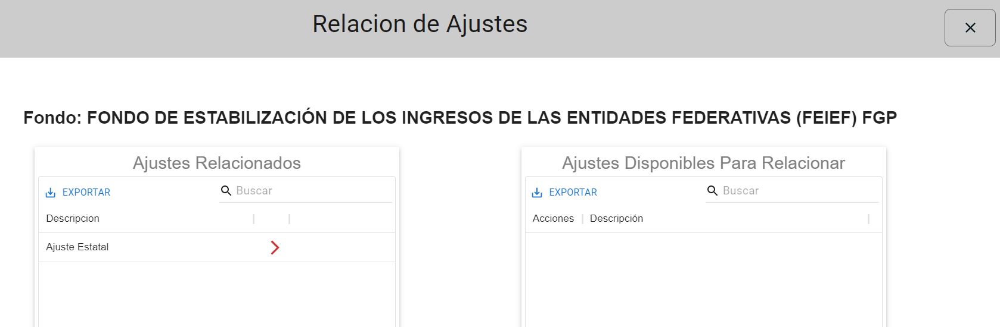 Relacion de Ajustes
Fondo: FONDO DE ESTABILIZACIÓN DE LOS INGRESOS DE LAS ENTIDADES FEDERATIVAS (FEIEF) FGP
Ajustes Relacionados
EXPORTAR
Buscar
Descripcion
Ajuste Estatal
Ajustes Disponibles Para Relacionar
EXPORTAR
Buscar
Acciones
Descripción